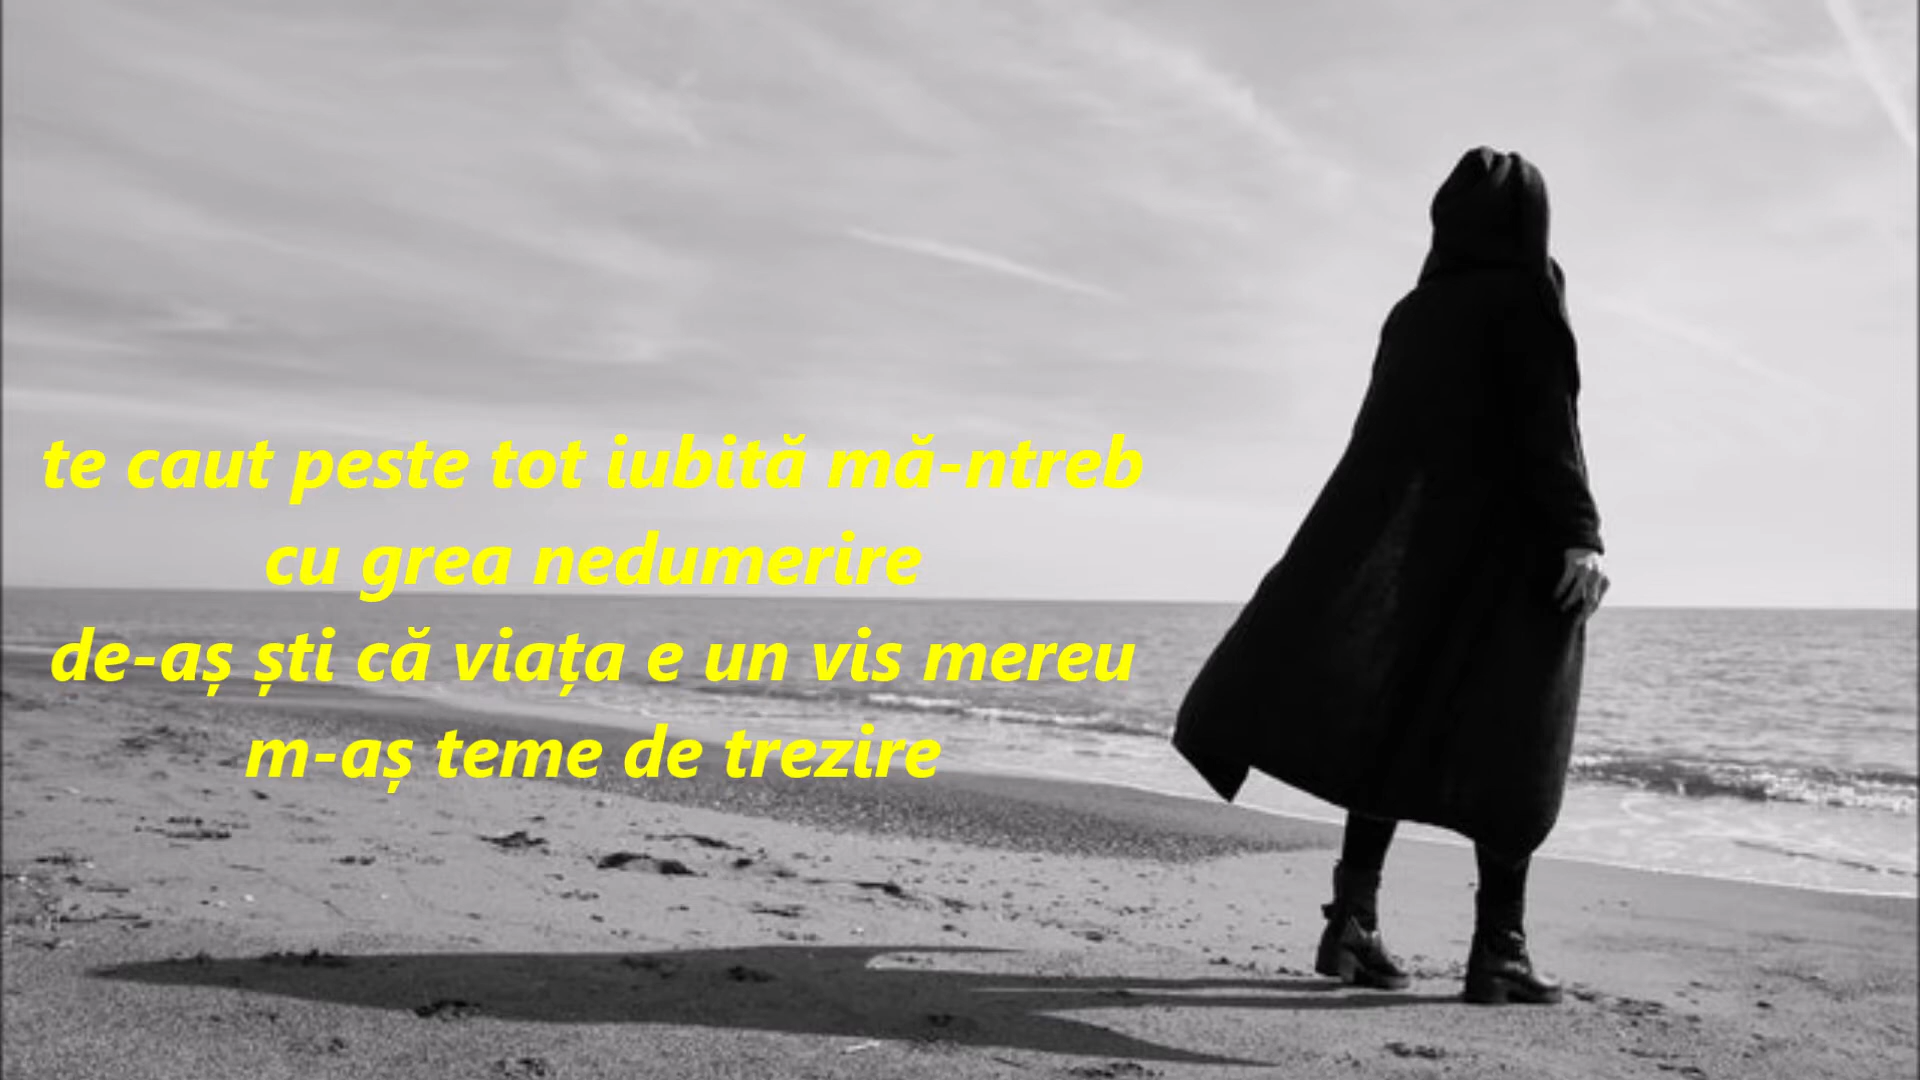 te caut peste tot iubită mă-ntreb
cu grea nedumerire
de-aș ști că viața e un vis mereu
m-aș teme de trezire